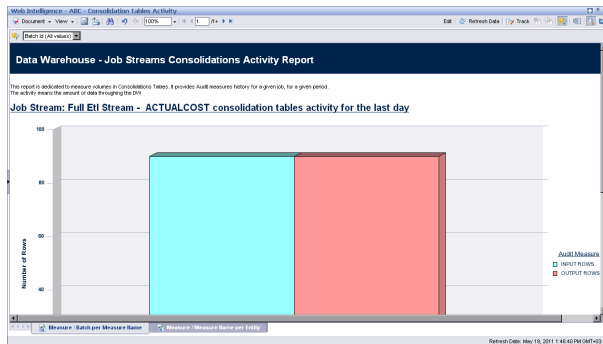 Web Intelligence - ABC - Consolidation Tables Activity
Document View 100% 1 /1+ Edit Refresh Data Track
Batch Id (All values)
Data Warehouse - Job Streams Consolidations Activity Report
This report is dedicated to measure volumes in Consolidations Tables. It provides Audit measures history for a given job, for a given period.
The activity means the amount of data throughing the DW
Job Stream: Full Etl Stream - ACTUALCOST consolidation tables activity for the last day
100
80
60
40
Number of Rows
Audit Measure
INPUT ROWS
OUTPUT ROWS
Measure / Batch per Measure Name
Measure / Measure Name per Entity
Refresh Date: May 19, 2011 1:46:40 PM GMT+03: